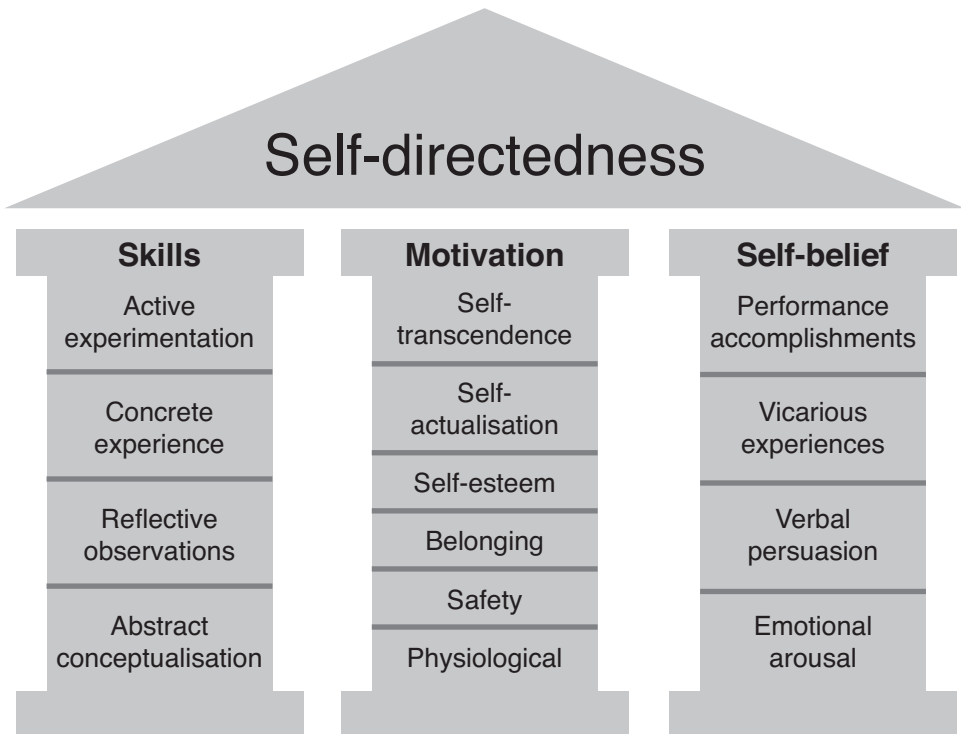 Self-directedness
Skills
Active
experimentation
Concrete
experience
Reflective
observations
Abstract
conceptualisation
Motivation
Self-
transcendence
Self-
actualisation
Self-esteem
Belonging
Safety
Physiological
Self-belief
Performance
accomplishments
Vicarious
experiences
Verbal
persuasion
Emotional
arousal